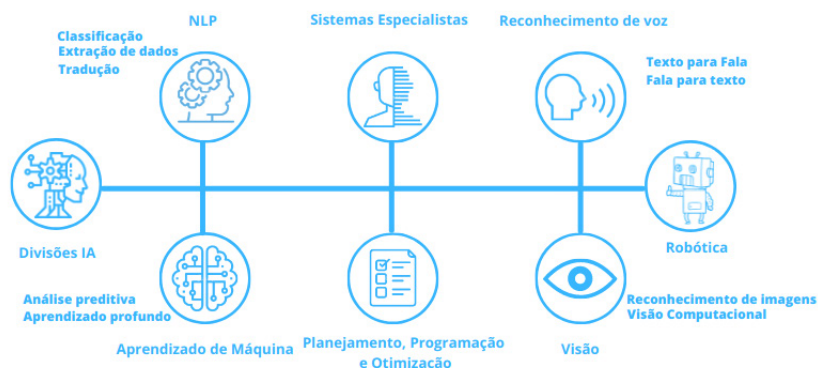 NLP
Classificação
Extração de dados
Tradução
Sistemas Especialistas
Reconhecimento de voz
Texto para Fala
Fala para texto
Divisões IA
Robótica
Análise preditiva
Aprendizado profundo
Aprendizado de Máquina
Planejamento, Programação
e Otimização
Reconhecimento de imagens
Visão Computacional
Visão